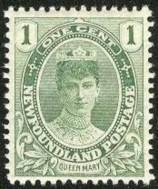 1 ONE CENT 1
NEWFOUNDLAND POSTAGE
QUEEN MARY